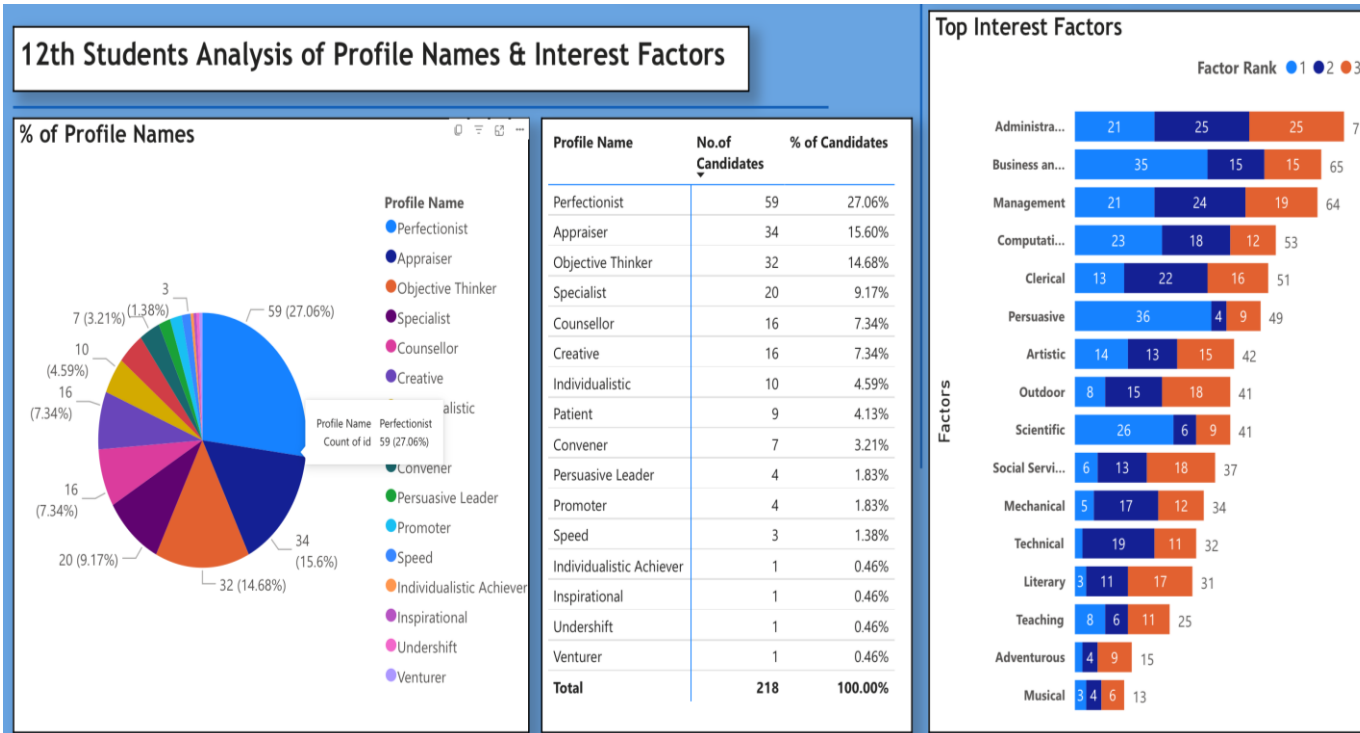 12th Students Analysis of Profile Names & Interest Factors
% of Profile Names
3
(1.38%)
7 (3.21%)
10
(4.59%)
16
(7.34%)
16
(7.34%)
20 (9.17%)
32 (14.68%)
34
(15.6%)
59 (27.06%)
Profile Name Perfectionist
Count of id 59 (27.06%)
Profile Name
Perfectionist
Appraiser
Objective Thinker
Specialist
Counsellor
Creative
alistic
Convener
Persuasive Leader
Promoter
Speed
Individualistic Achiever
Inspirational
Undershift
Venturer
Profile Name No.of Candidates % of Candidates
Perfectionist 59 27.06%
Appraiser 34 15.60%
Objective Thinker 32 14.68%
Specialist 20 9.17%
Counsellor 16 7.34%
Creative 16 7.34%
Individualistic 10 4.59%
Patient 9 4.13%
Convener 7 3.21%
Persuasive Leader 4 1.83%
Promoter 4 1.83%
Speed 3 1.38%
Individualistic Achiever 1 0.46%
Inspirational 1 0.46%
Undershift 1 0.46%
Venturer 1 0.46%
Total 218 100.00%
Top Interest Factors
Factor Rank 1 2 3
Factors
Administra... 21 25 25 7
Business an... 35 15 15 65
Management 21 24 19 64
Computati... 23 18 12 53
Clerical 13 22 16 51
Persuasive 36 4 9 49
Artistic 14 13 15 42
Outdoor 8 15 18 41
Scientific 26 6 9 41
Social Servi... 6 13 18 37
Mechanical 5 17 12 34
Technical 19 11 32
Literary 3 11 17 31
Teaching 8 6 11 25
Adventurous 4 9 15
Musical 3 4 6 13